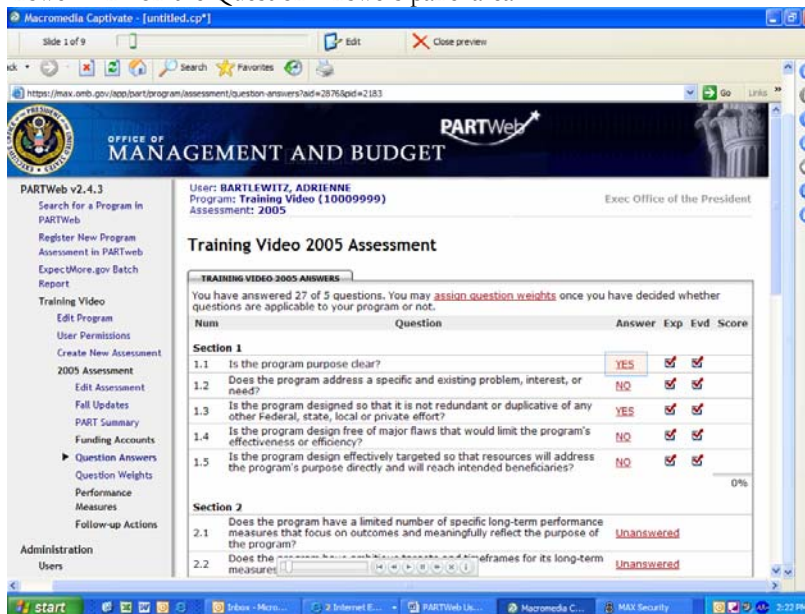 Macromedia Captivate - [untitled.cp*]
Slide 1 of 9 Edit Close preview
Search Favorites
https://max.omb.gov/app/part/program/assessment/question-answers?aid=2876&pid=2183 Go Links »
OFFICE OF
MANAGEMENT AND BUDGET
PARTWeb
PARTWeb v2.4.3
Search for a Program in
PARTWeb
Register New Program
Assessment in PARTweb
ExpectMore.gov Batch
Report
Training Video
Edit Program
User Permissions
Create New Assessment
2005 Assessment
Edit Assessment
Fall Updates
PART Summary
Funding Accounts
Question Answers
Question Weights
Performance
Measures
Follow-up Actions
Administration
Users
User: BARTLEWITZ, ADRIENNE
Program: Training Video (10009999)
Assessment: 2005
Exec Office of the President
Training Video 2005 Assessment
TRAINING VIDEO 2005 ANSWERS
You have answered 27 of 5 questions. You may assign question weights once you have decided whether
questions are applicable to your program or not.
Num Question Answer Exp Evd Score
Section 1
1.1 Is the program purpose clear? YES
1.2 Does the program address a specific and existing problem, interest, or
need? NO
1.3 Is the program designed so that it is not redundant or duplicative of any
other Federal, state, local or private effort? YES
1.4 Is the program design free of major flaws that would limit the program's
effectiveness or efficiency? NO
1.5 Is the program design effectively targeted so that resources will address
the program's purpose directly and will reach intended beneficiaries? NO
0%
Section 2
2.1 Does the program have a limited number of specific long-term performance
measures that focus on outcomes and meaningfully reflect the purpose of
the program? Unanswered
2.2 Does the program have ambitious targets and timeframes for its long-term
measures Unanswered
start Inbox - Micro... 2 Internet E... PARTWeb Us... Macromedia C... MAX Security 2:27 PM